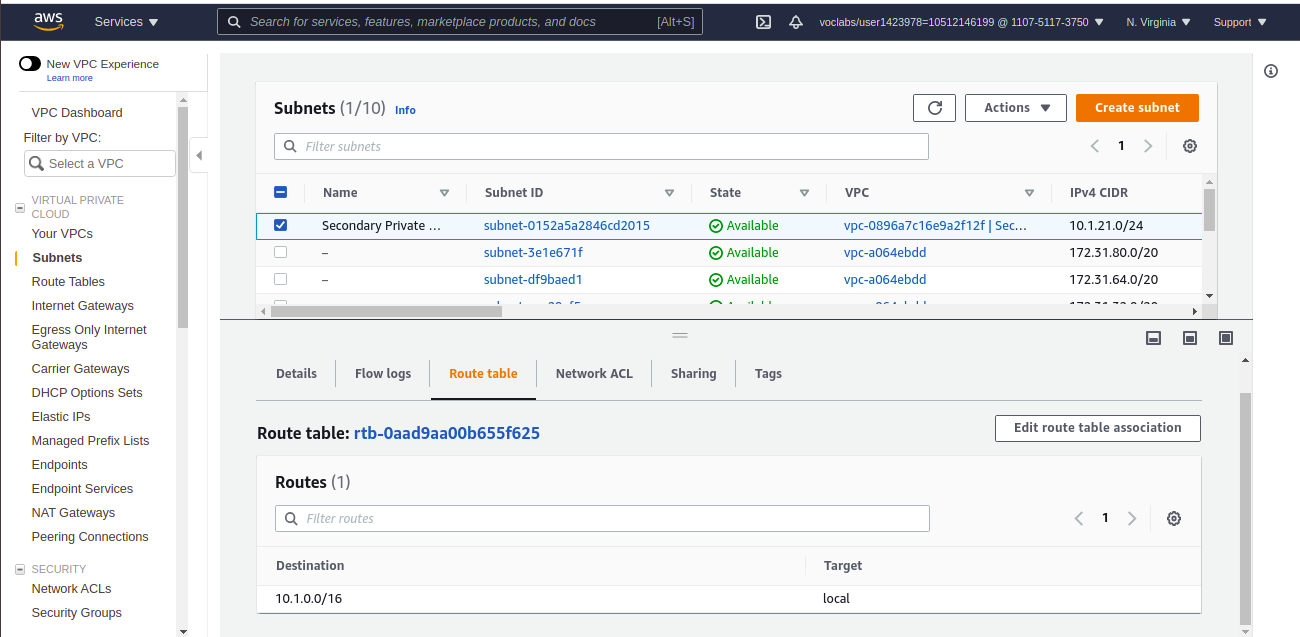 aws Services Search for services, features, marketplace products, and docs [Alt+S] voclabs/user1423978=10512146199 @ 1107-5117-3750 N. Virginia Support
New VPC Experience
Learn more
VPC Dashboard
Filter by VPC:
Select a VPC
VIRTUAL PRIVATE
CLOUD
Your VPCs
Subnets
Route Tables
Internet Gateways
Egress Only Internet
Gateways
Carrier Gateways
DHCP Options Sets
Elastic IPs
Managed Prefix Lists
Endpoints
Endpoint Services
NAT Gateways
Peering Connections
SECURITY
Network ACLs
Security Groups
Subnets (1/10) Info Actions Create subnet
Filter subnets 1
Name Subnet ID State VPC IPv4 CIDR
Secondary Private ... subnet-0152a5a2846cd2015 Available vpc-0896a7c16e9a2f12f | Sec... 10.1.21.0/24
– subnet-3e1e671f Available vpc-a064ebdd 172.31.80.0/20
– subnet-df9baed1 Available vpc-a064ebdd 172.31.64.0/20
Details Flow logs Route table Network ACL Sharing Tags
Route table: rtb-0aad9aa00b655f625 Edit route table association
Routes (1)
Filter routes 1
Destination Target
10.1.0.0/16 local